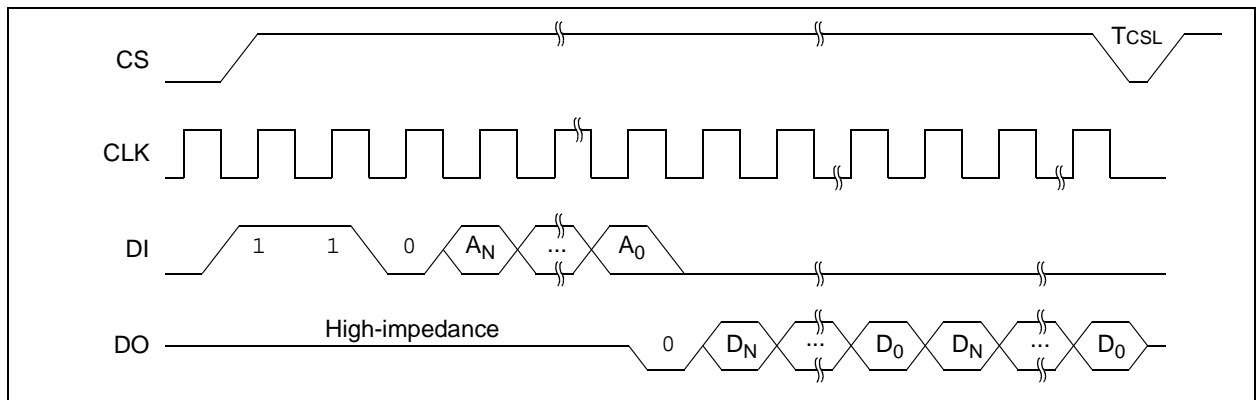 CS TCSL
CLK
DI 1 1 0 AN ... A0
High-impedance
DO 0 DN ... D0 DN ... D0